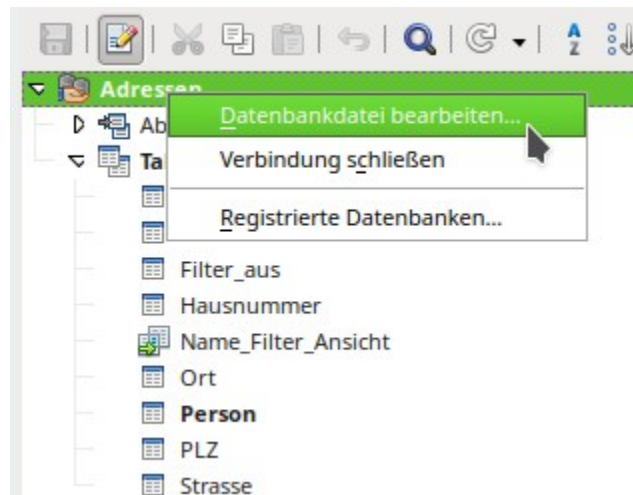 A
Z
Adressen
Datenbankdatei bearbeiten...
Ab
Verbindung schließen
Ta
Registrierte Datenbanken...
Filter_aus
Hausnummer
Name_Filter_Ansicht
Ort
Person
PLZ
Strasse